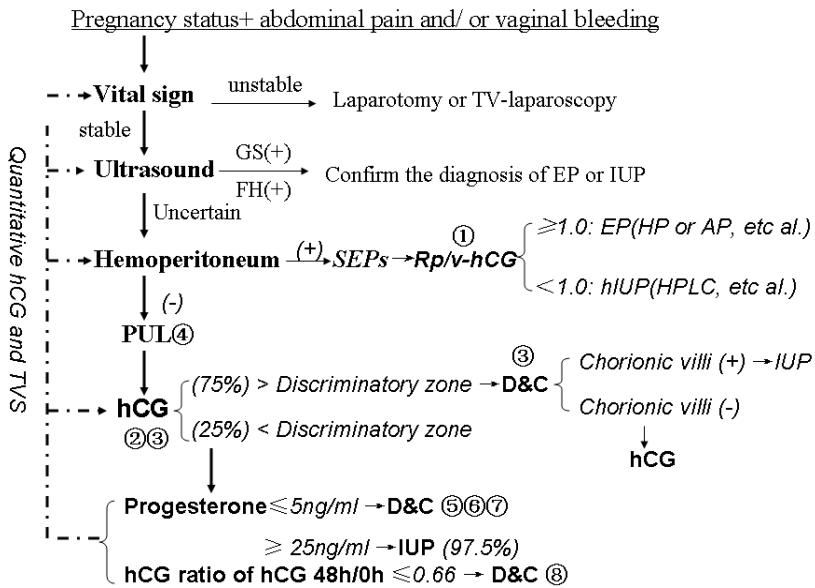 Pregnancy status+ abdominal pain and/ or vaginal bleeding
Vital sign
unstable
Laparotomy or TV-laparoscopy
stable
Ultrasound
GS(+)
FH(+)
Confirm the diagnosis of EP or IUP
Uncertain
Hemoperitoneum (+) SEPs → Rp/v-hCG ①
≥1.0: EP(HP or AP, etc al.)
<1.0: hIUP(HPLC, etc al.)
(-)
PUL④
hCG
②③
(75%) > Discriminatory zone → D&C ③
(25%) < Discriminatory zone
Chorionic villi (+) → IUP
Chorionic villi (-)
hCG
Progesterone ≤5ng/ml → D&C ⑤⑥⑦
≥ 25ng/ml → IUP (97.5%)
hCG ratio of hCG 48h/0h ≤0.66 → D&C ⑧
Quantitative hCG and TVS